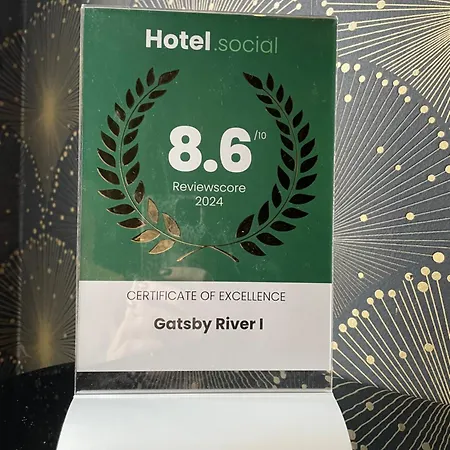 Hotel.social
8.6/10
Reviewscore
2024
CERTIFICATE OF EXCELLENCE
Gatsby River I